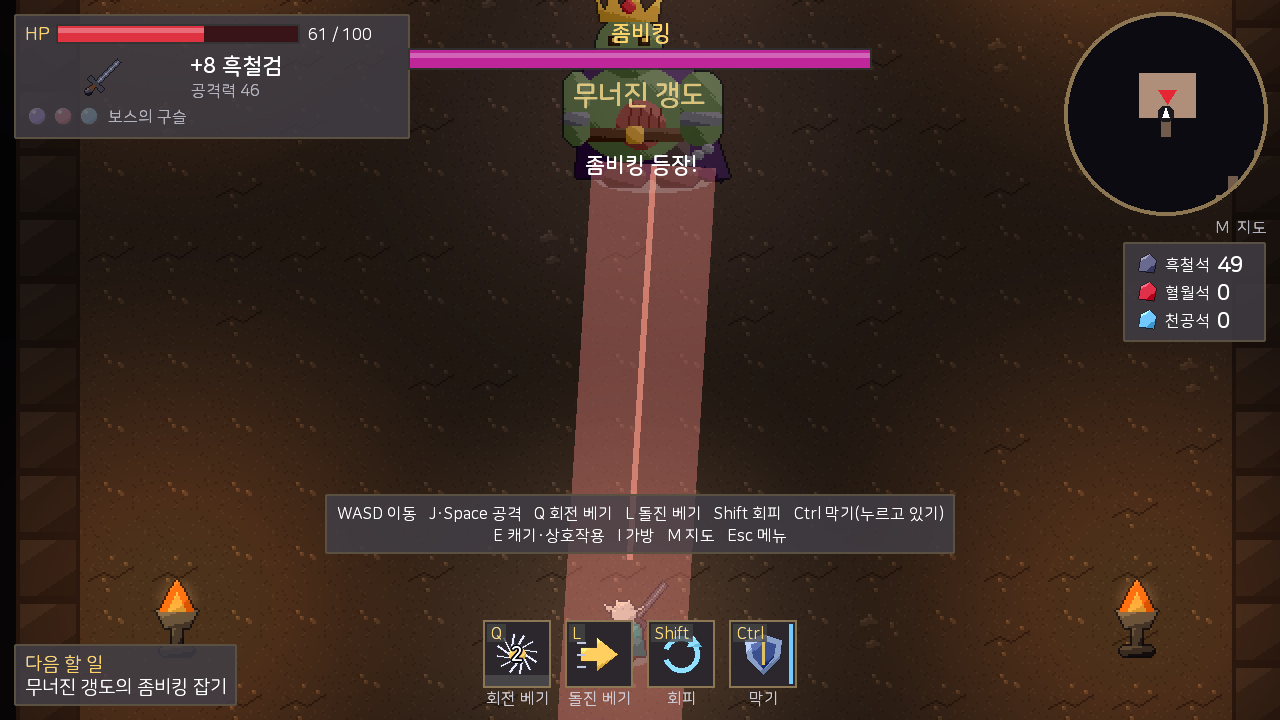 HP 61 / 100
+8 흑철검
공격력 46
보스의 구슬
좀비킹
무너진 갱도
좀비킹 등장!
M 지도
흑철석 49
혈월석 0
천공석 0
WASD 이동 J·Space 공격 Q 회전 베기 L 돌진 베기 Shift 회피 Ctrl 막기(누르고 있기)
E 캐기·상호작용 I 가방 M 지도 Esc 메뉴
다음 할 일
무너진 갱도의 좀비킹 잡기
Q 2 L Shift Ctrl
회전 베기 돌진 베기 회피 막기